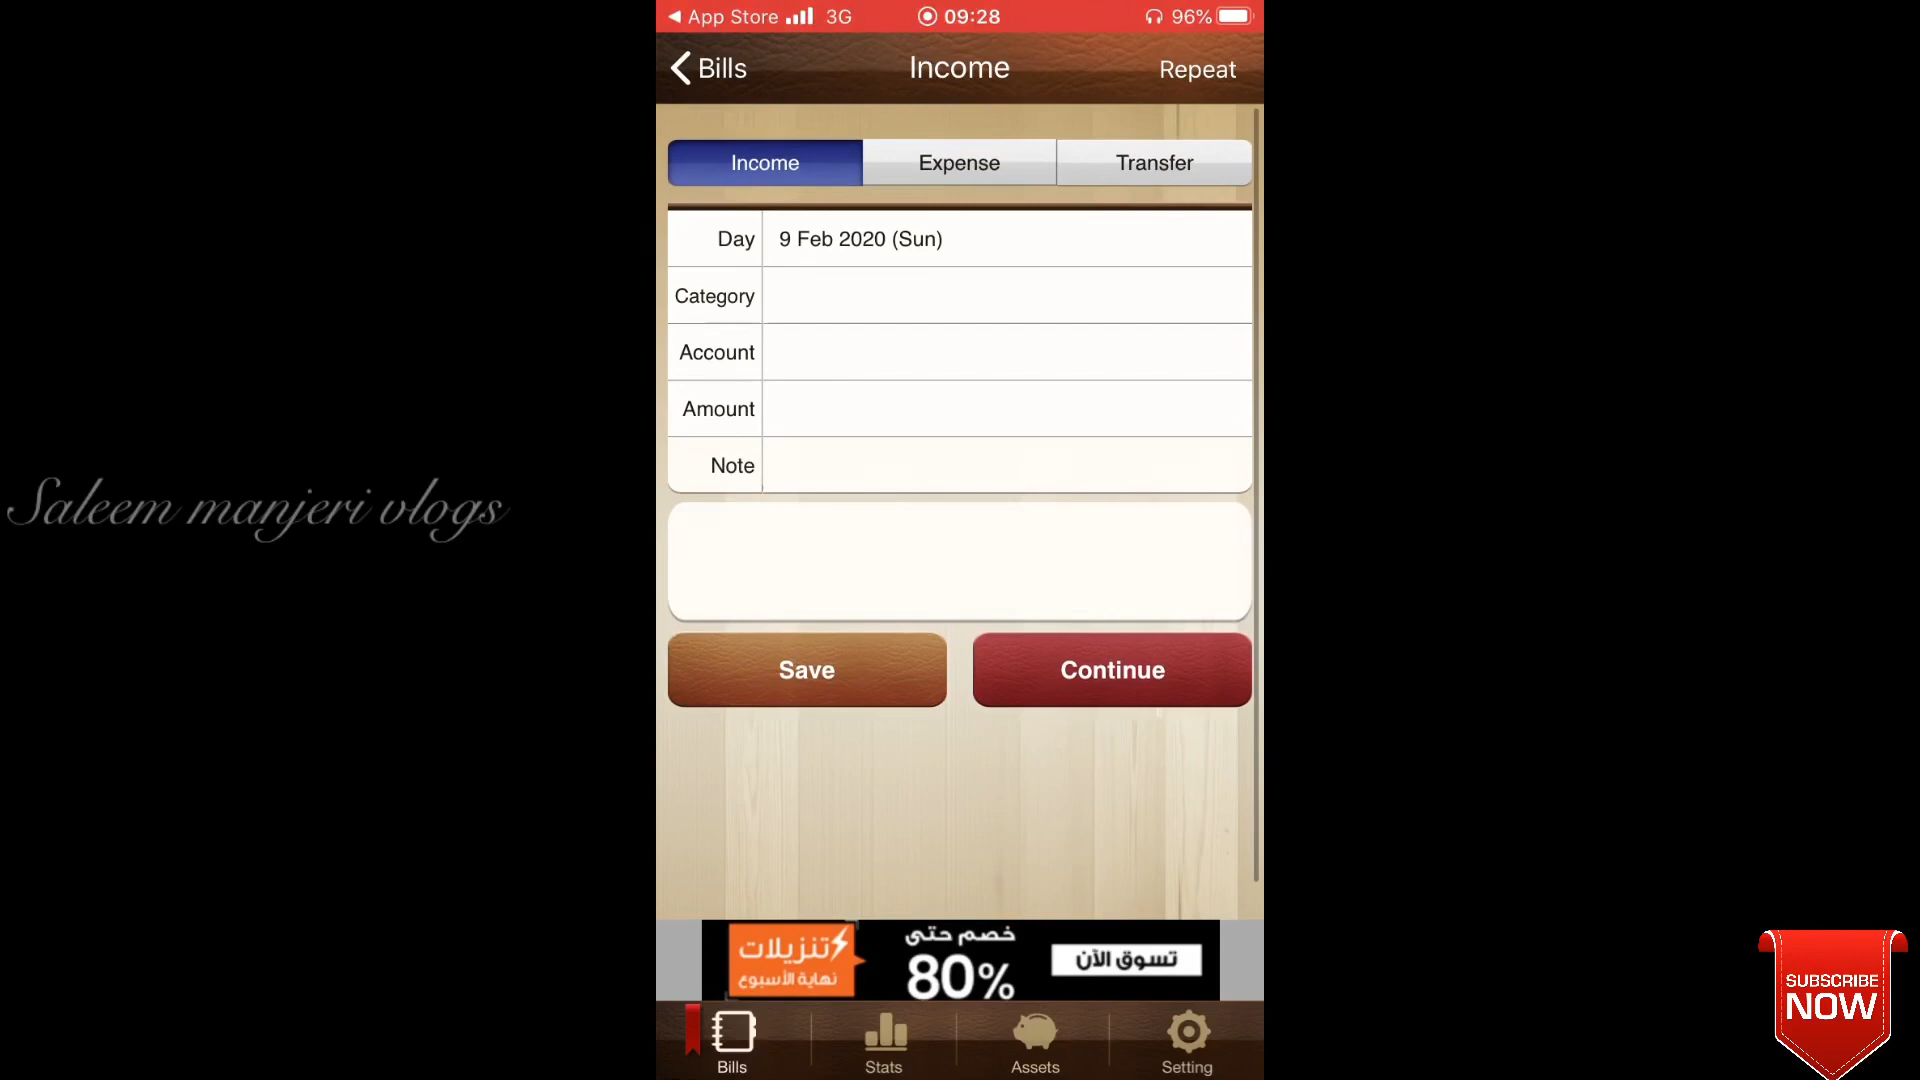 App Store 3G 09:28 96%
Bills Income Repeat
Income Expense Transfer
Day 9 Feb 2020 (Sun)
Category
Account
Amount
Note
Saleem manjeri vlogs
Save Continue
تنزيلات
نهاية الأسبوع
خصم حتى
80%
تسوق الآن
Bills Stats Assets Setting
SUBSCRIBE
NOW